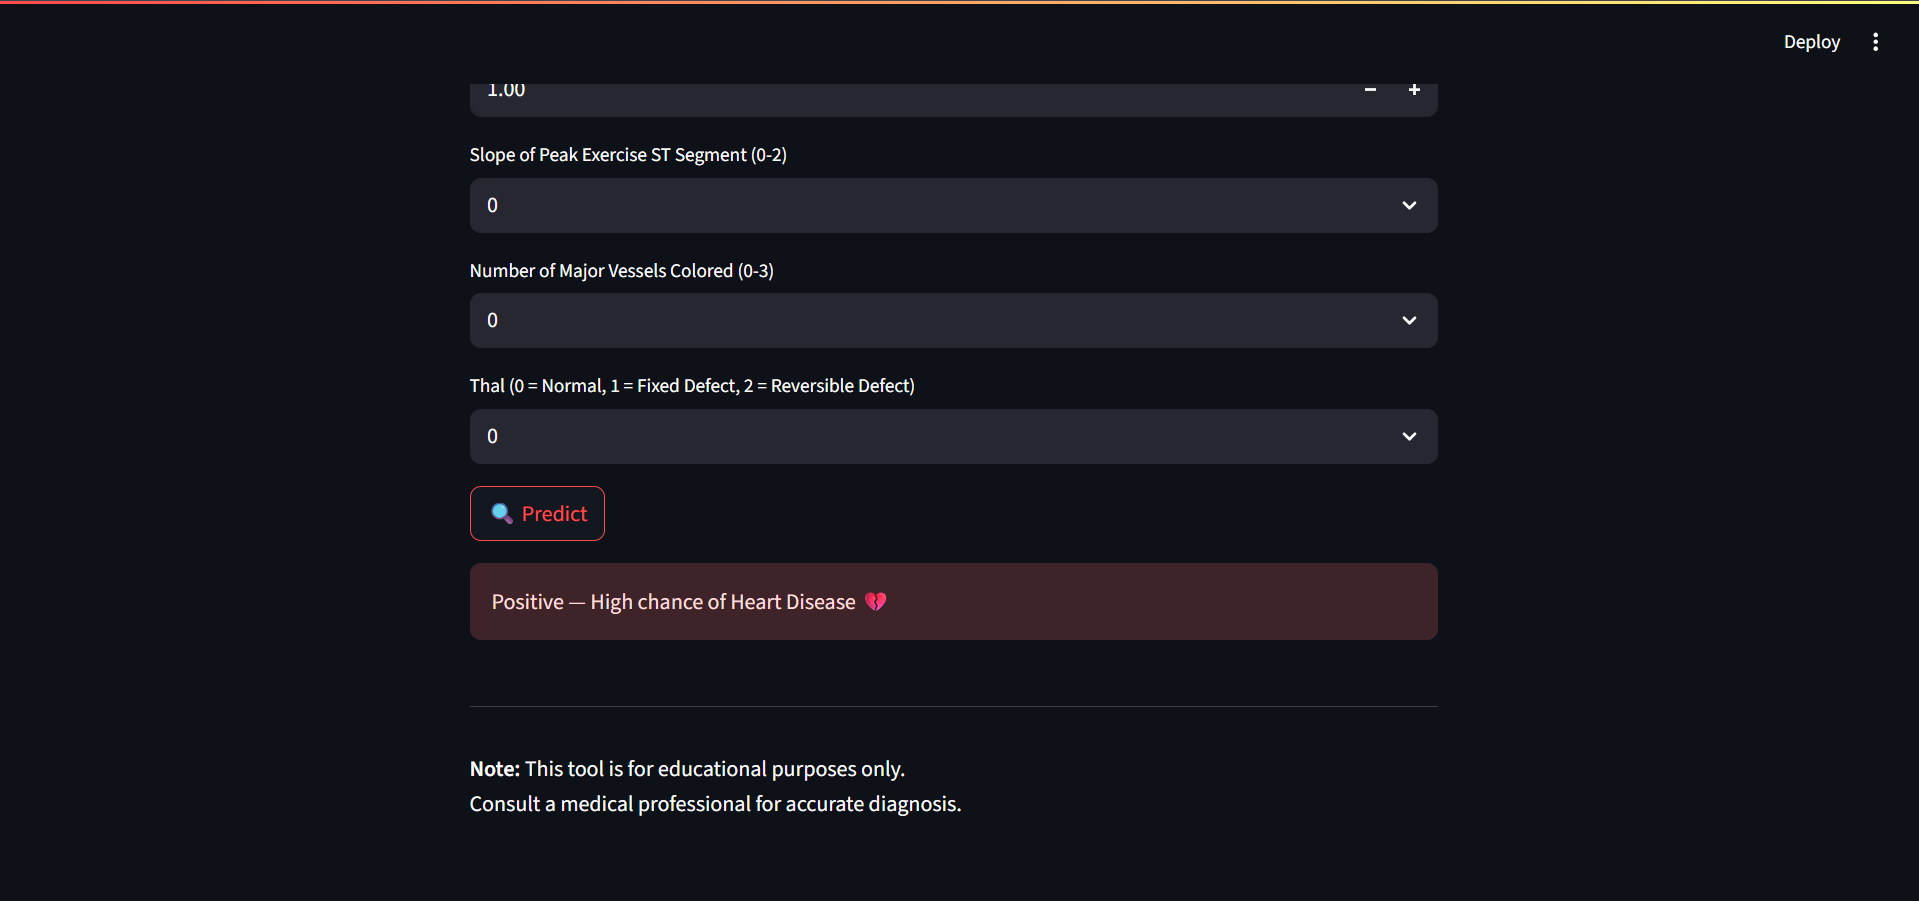 Deploy
1.00
Slope of Peak Exercise ST Segment (0-2)
0
Number of Major Vessels Colored (0-3)
0
Thal (0 = Normal, 1 = Fixed Defect, 2 = Reversible Defect)
0
🔍 Predict
Positive — High chance of Heart Disease 💔
Note: This tool is for educational purposes only.
Consult a medical professional for accurate diagnosis.